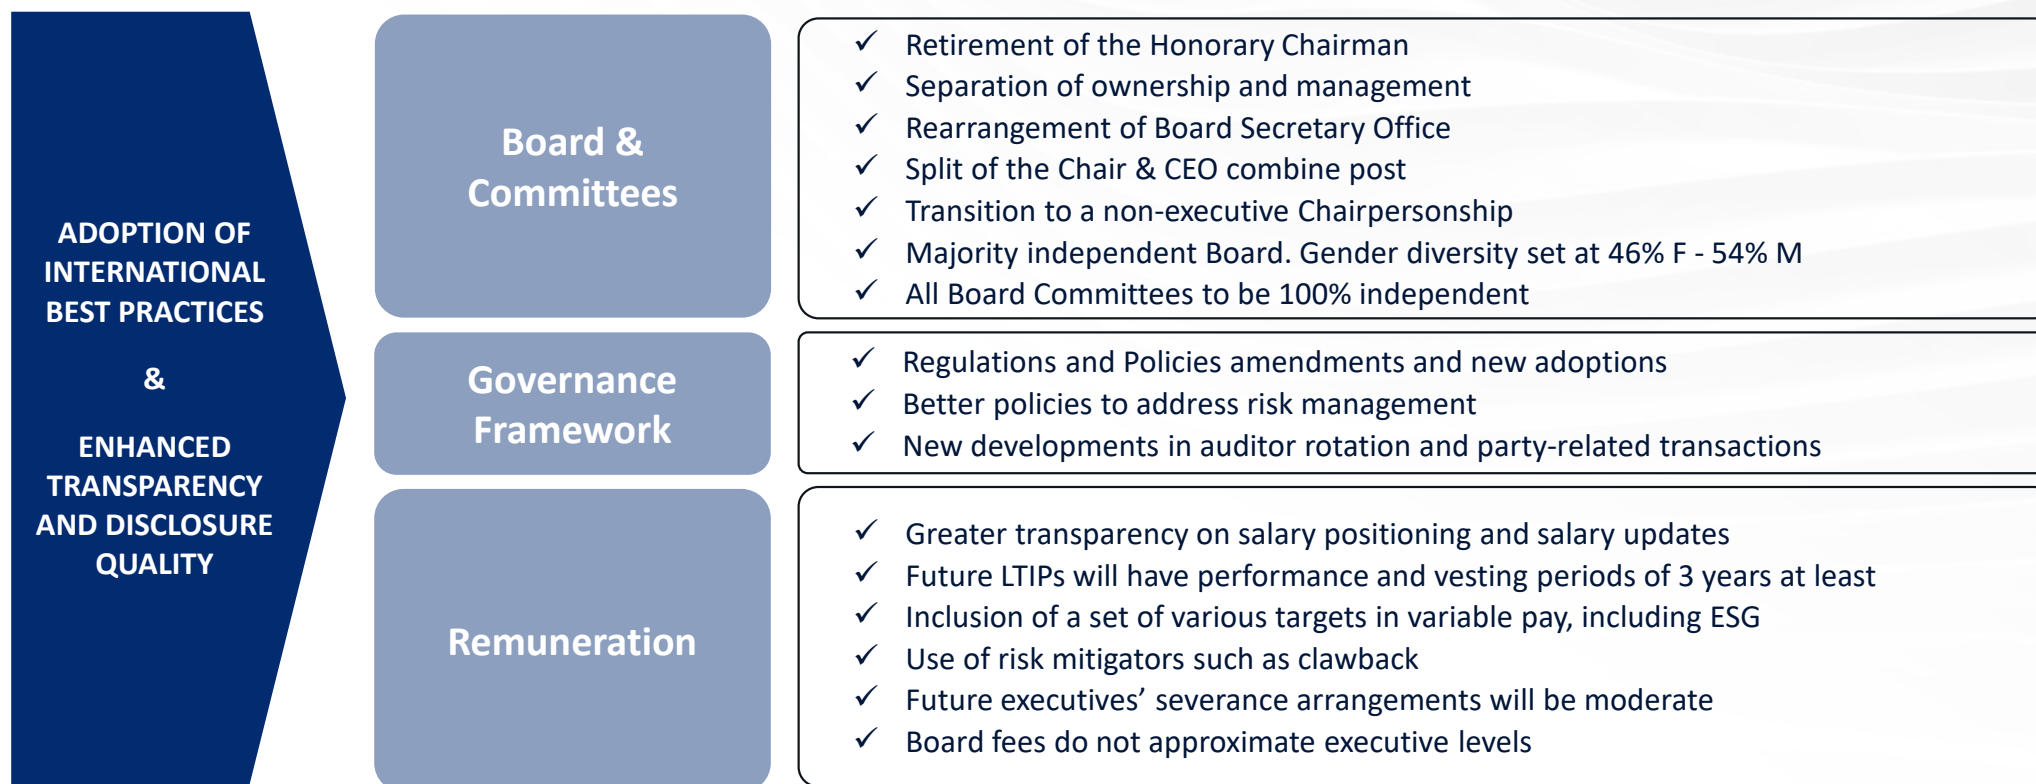 ADOPTION OF
INTERNATIONAL
BEST PRACTICES
&
ENHANCED
TRANSPARENCY
AND DISCLOSURE
QUALITY
Board &
Committees
✓ Retirement of the Honorary Chairman
✓ Separation of ownership and management
✓ Rearrangement of Board Secretary Office
✓ Split of the Chair & CEO combine post
✓ Transition to a non-executive Chairpersonship
✓ Majority independent Board. Gender diversity set at 46% F - 54% M
✓ All Board Committees to be 100% independent
Governance
Framework
✓ Regulations and Policies amendments and new adoptions
✓ Better policies to address risk management
✓ New developments in auditor rotation and party-related transactions
Remuneration
✓ Greater transparency on salary positioning and salary updates
✓ Future LTIPs will have performance and vesting periods of 3 years at least
✓ Inclusion of a set of various targets in variable pay, including ESG
✓ Use of risk mitigators such as clawback
✓ Future executives’ severance arrangements will be moderate
✓ Board fees do not approximate executive levels